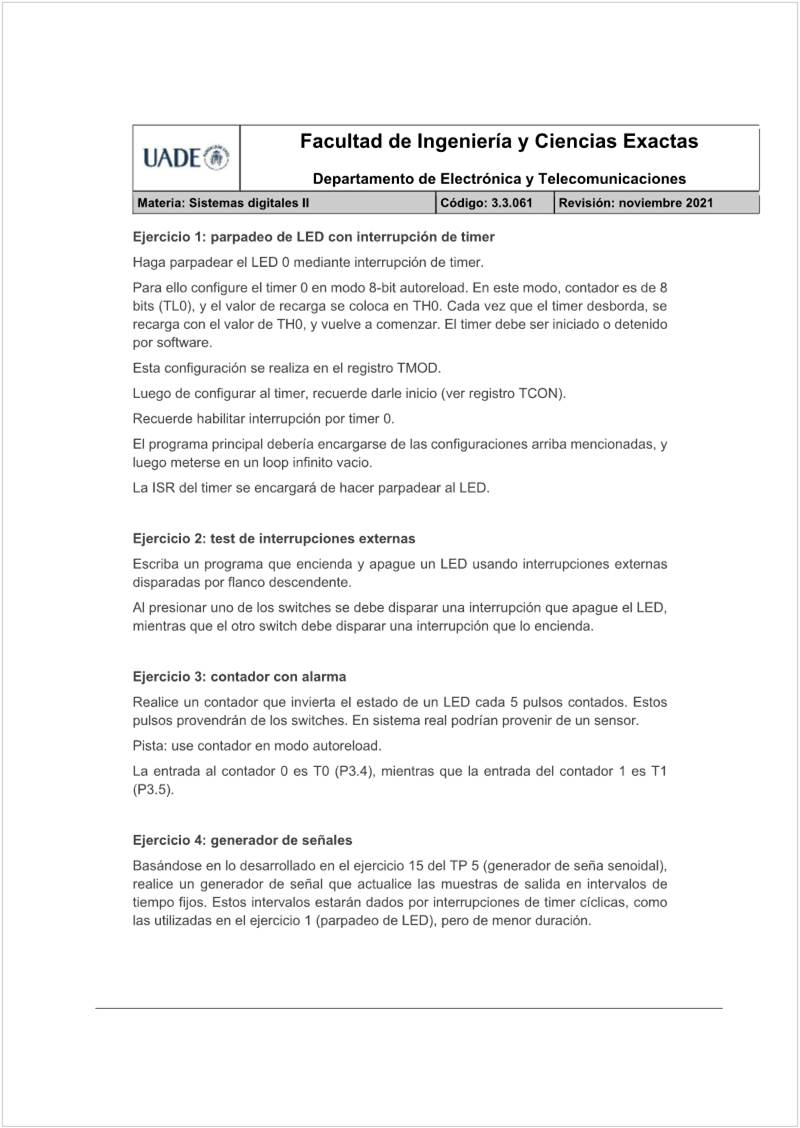 UADE
Facultad de Ingeniería y Ciencias Exactas
Departamento de Electrónica y Telecomunicaciones
Materia: Sistemas digitales II Código: 3.3.061 Revisión: noviembre 2021
Ejercicio 1: parpadeo de LED con interrupción de timer
Haga parpadear el LED 0 mediante interrupción de timer.
Para ello configure el timer 0 en modo 8-bit autoreload. En este modo, contador es de 8
bits (TL0), y el valor de recarga se coloca en TH0. Cada vez que el timer desborda, se
recarga con el valor de TH0, y vuelve a comenzar. El timer debe ser iniciado o detenido
por software.
Esta configuración se realiza en el registro TMOD.
Luego de configurar al timer, recuerde darle inicio (ver registro TCON).
Recuerde habilitar interrupción por timer 0.
El programa principal debería encargarse de las configuraciones arriba mencionadas, y
luego meterse en un loop infinito vacio.
La ISR del timer se encargará de hacer parpadear al LED.
Ejercicio 2: test de interrupciones externas
Escriba un programa que encienda y apague un LED usando interrupciones externas
disparadas por flanco descendente.
Al presionar uno de los switches se debe disparar una interrupción que apague el LED,
mientras que el otro switch debe disparar una interrupción que lo encienda.
Ejercicio 3: contador con alarma
Realice un contador que invierta el estado de un LED cada 5 pulsos contados. Estos
pulsos provendrán de los switches. En sistema real podrían provenir de un sensor.
Pista: use contador en modo autoreload.
La entrada al contador 0 es T0 (P3.4), mientras que la entrada del contador 1 es T1
(P3.5).
Ejercicio 4: generador de señales
Basándose en lo desarrollado en el ejercicio 15 del TP 5 (generador de seña senoidal),
realice un generador de señal que actualice las muestras de salida en intervalos de
tiempo fijos. Estos intervalos estarán dados por interrupciones de timer cíclicas, como
las utilizadas en el ejercicio 1 (parpadeo de LED), pero de menor duración.